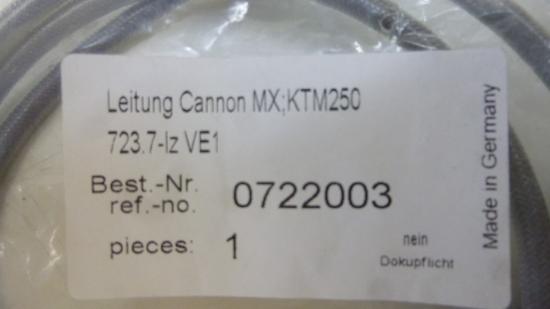 Leitung Cannon MX;KTM250
723.7-lz VE1
Best.-Nr.
ref.-no. 0722003
pieces: 1
nein
Dokupflicht
Made in Germany